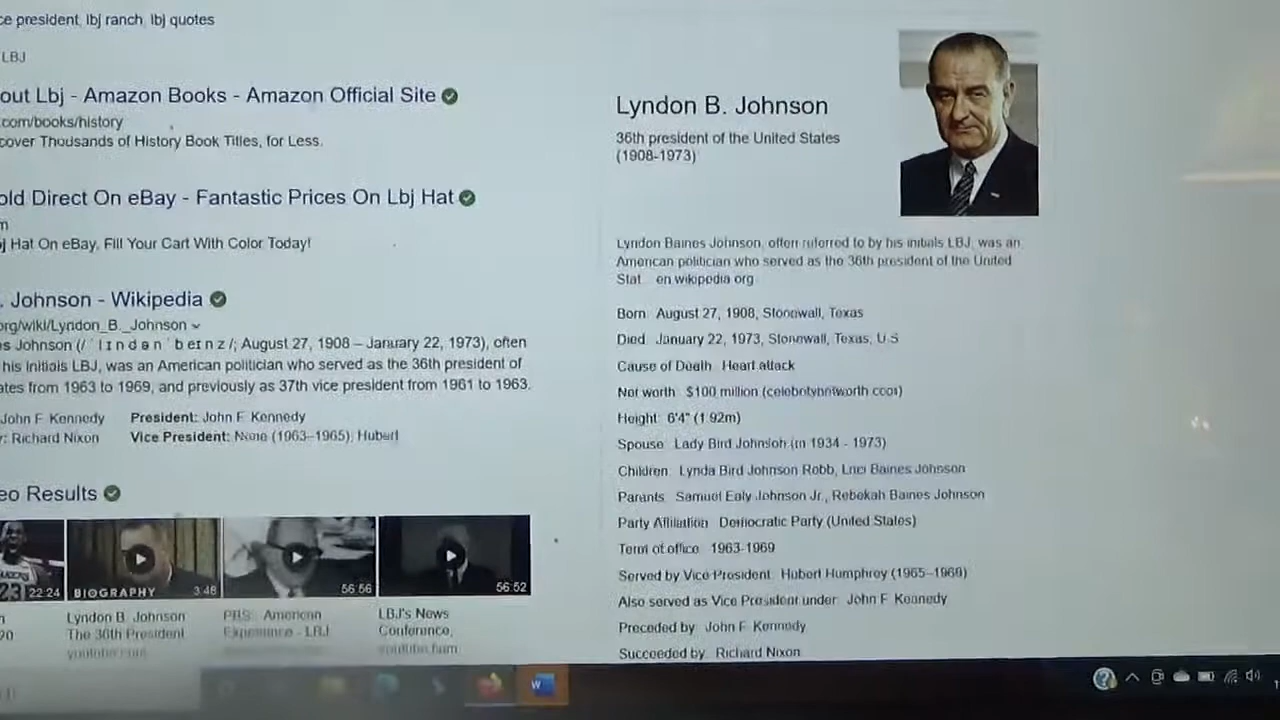 ce president, lbj ranch, lbj quotes
LBJ
out Lbj - Amazon Books - Amazon Official Site
.com/books/history
cover Thousands of History Book Titles, for Less.
old Direct On eBay - Fantastic Prices On Lbj Hat
m
bj Hat On eBay. Fill Your Cart With Color Today!
. Johnson - Wikipedia
org/wiki/Lyndon_B._Johnson
es Johnson (/ˈlɪndənˈbeɪnz/; August 27, 1908 – January 22, 1973), often
his initials LBJ, was an American politician who served as the 36th president of
ates from 1963 to 1969, and previously as 37th vice president from 1961 to 1963.
John F. Kennedy President: John F. Kennedy
r: Richard Nixon Vice President: None (1963–1965), Hubert
eo Results
23 22:24
BIOGRAPHY 3:48
56:56
56:52
n
20
Lyndon B. Johnson
The 36th President
youtube.com
PBS: American
Experience - LBJ
LBJ's News
Conference,
Lyndon B. Johnson
36th president of the United States
(1908-1973)
Lyndon Baines Johnson, often referred to by his initials LBJ, was an
American politician who served as the 36th president of the United
Stat... en.wikipedia.org
Born: August 27, 1908, Stonewall, Texas
Died: January 22, 1973, Stonewall, Texas, U.S.
Cause of Death: Heart attack
Net worth: $100 million (celebritynetworth.com)
Height: 6'4" (1.92m)
Spouse: Lady Bird Johnson (m. 1934 - 1973)
Children: Lynda Bird Johnson Robb, Luci Baines Johnson
Parents: Samuel Ealy Johnson Jr., Rebekah Baines Johnson
Party Affiliation: Democratic Party (United States)
Term of office: 1963-1969
Served by Vice President: Hubert Humphrey (1965–1969)
Also served as Vice President under: John F. Kennedy
Preceded by: John F. Kennedy
Succeeded by: Richard Nixon